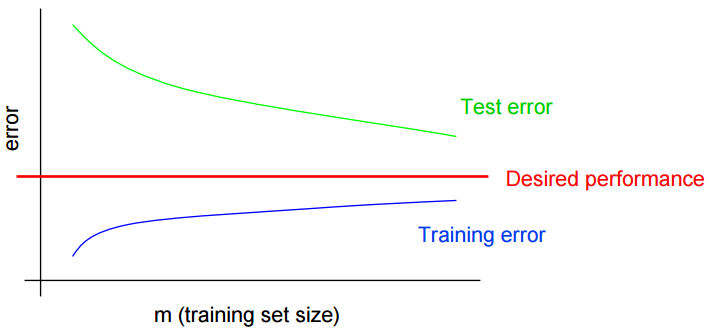 error
Test error
Desired performance
Training error
m (training set size)